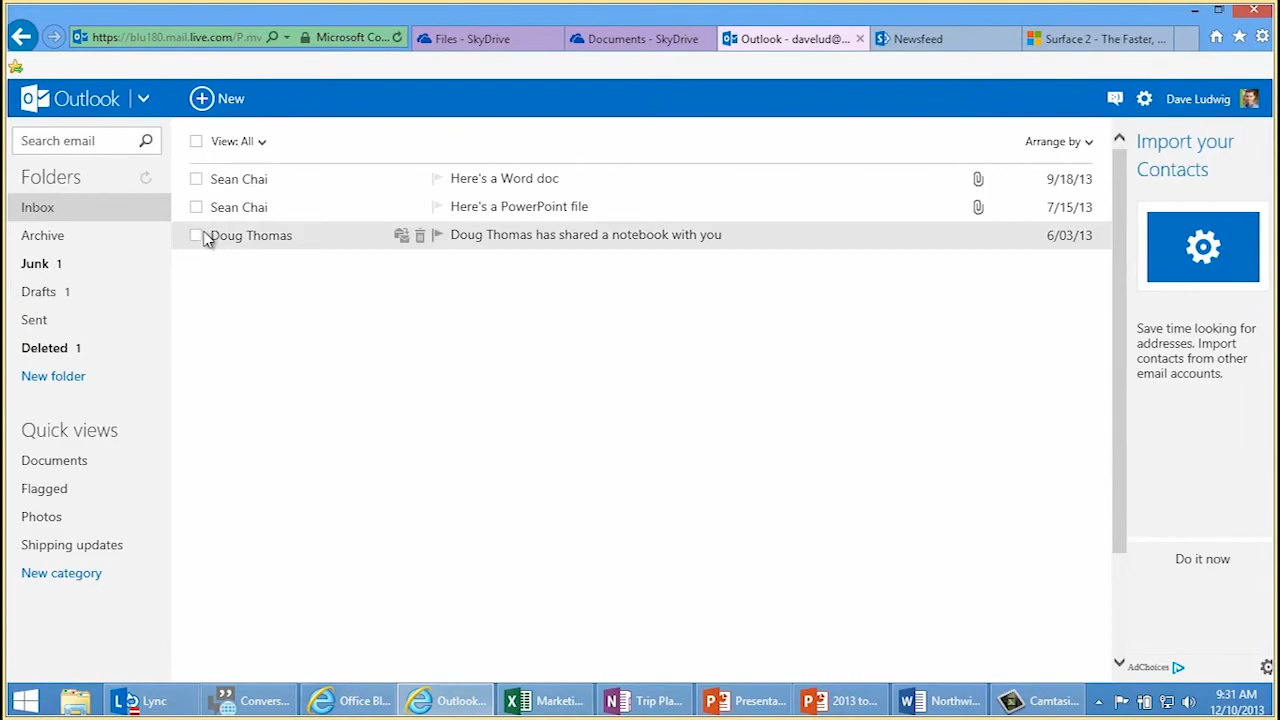 https://blu180.mail.live.com/P.mv
Microsoft Co...
Files - SkyDrive
Documents - SkyDrive
Outlook - davelud@...
Newsfeed
Surface 2 - The Faster, ...
Outlook
New
Dave Ludwig
Search email
View: All
Arrange by
Import your
Contacts
Folders
Sean Chai
Here's a Word doc
9/18/13
Inbox
Sean Chai
Here's a PowerPoint file
7/15/13
Archive
Doug Thomas
Doug Thomas has shared a notebook with you
6/03/13
Junk 1
Drafts 1
Sent
Deleted 1
New folder
Save time looking for
addresses. Import
contacts from other
email accounts.
Quick views
Documents
Flagged
Photos
Shipping updates
New category
Do it now
AdChoices
Lync
Convers...
Office Bl...
Outlook...
Marketi...
Trip Pla...
Presenta...
2013 to...
Northwi...
Camtasi...
9:31 AM
12/10/2013